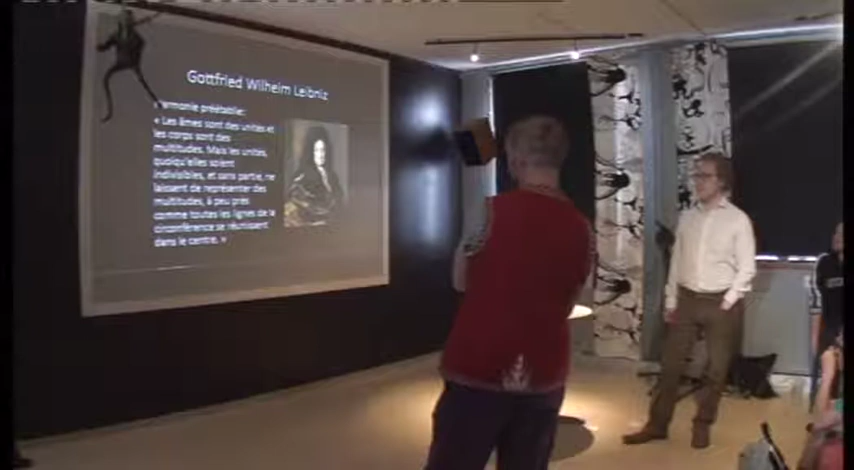 Gottfried Wilhelm Leibniz
Harmonie préétablie:
« Les âmes sont des unités et
les corps sont des
multitudes. Mais les unités,
quoiqu'elles soient
indivisibles, et sans partie, ne
laissent de représenter des
multitudes, à peu près
comme toutes les lignes de la
circonférence se réunissent
dans le centre. »